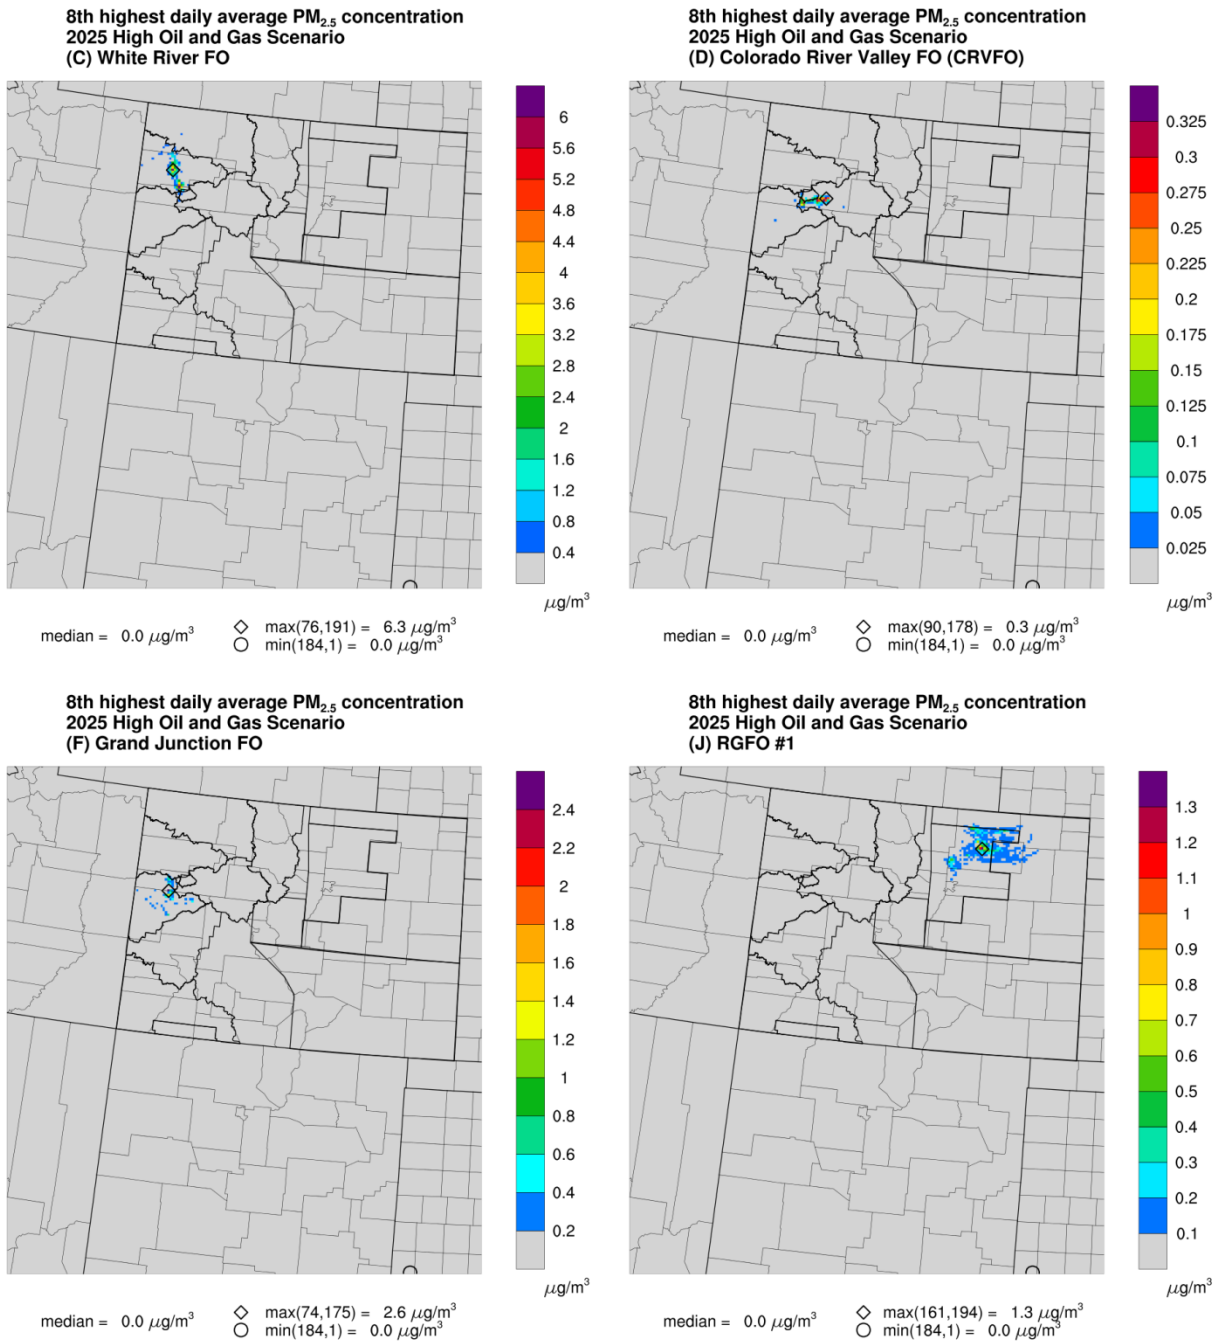 8th highest daily average PM2.5 concentration
2025 High Oil and Gas Scenario
(C) White River FO
6
5.6
5.2
4.8
4.4
4
3.6
3.2
2.8
2.4
2
1.6
1.2
0.8
0.4
μg/m³
median = 0.0 μg/m³
max(76,191) = 6.3 μg/m³
min(184,1) = 0.0 μg/m³
8th highest daily average PM2.5 concentration
2025 High Oil and Gas Scenario
(D) Colorado River Valley FO (CRVFO)
0.325
0.3
0.275
0.25
0.225
0.2
0.175
0.15
0.125
0.1
0.075
0.05
0.025
μg/m³
median = 0.0 μg/m³
max(90,178) = 0.3 μg/m³
min(184,1) = 0.0 μg/m³
8th highest daily average PM2.5 concentration
2025 High Oil and Gas Scenario
(F) Grand Junction FO
2.4
2.2
2
1.8
1.6
1.4
1.2
1
0.8
0.6
0.4
0.2
μg/m³
median = 0.0 μg/m³
max(74,175) = 2.6 μg/m³
min(184,1) = 0.0 μg/m³
8th highest daily average PM2.5 concentration
2025 High Oil and Gas Scenario
(J) RGFO #1
1.3
1.2
1.1
1
0.9
0.8
0.7
0.6
0.5
0.4
0.3
0.2
0.1
μg/m³
median = 0.0 μg/m³
max(161,194) = 1.3 μg/m³
min(184,1) = 0.0 μg/m³